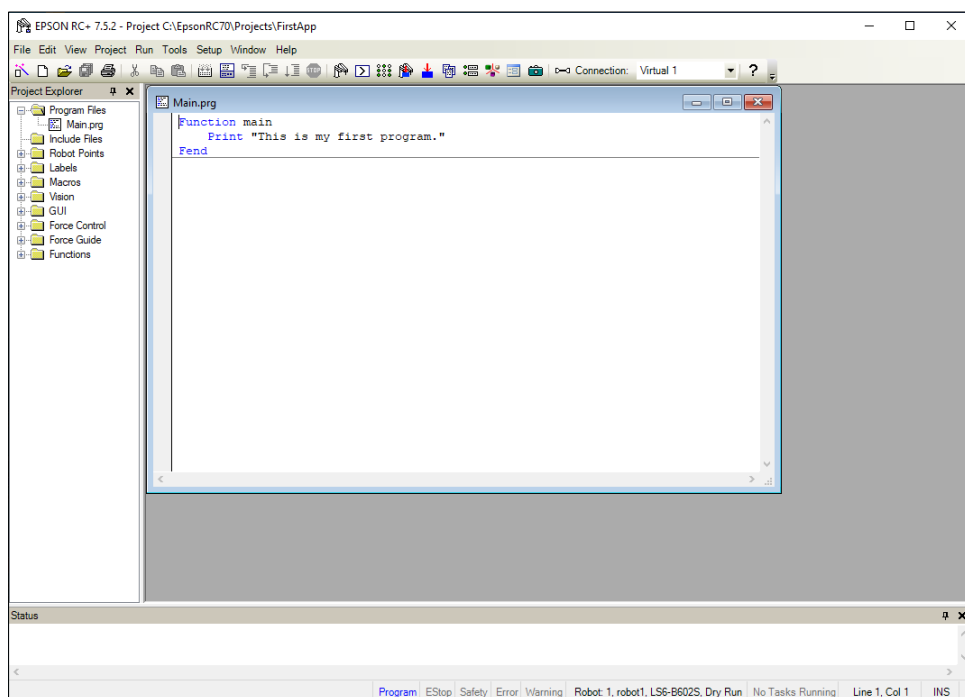 EPSON RC+ 7.5.2 - Project C:\EpsonRC70\Projects\FirstApp
File Edit View Project Run Tools Setup Window Help
STOP Connection: Virtual 1 ?
Project Explorer
Program Files
Main.prg
Include Files
Robot Points
Labels
Macros
Vision
GUI
Force Control
Force Guide
Functions
Main.prg
Function main
Print "This is my first program."
Fend
Status
Program EStop Safety Error Warning Robot: 1, robot1, LS6-B602S, Dry Run No Tasks Running Line 1, Col 1 INS